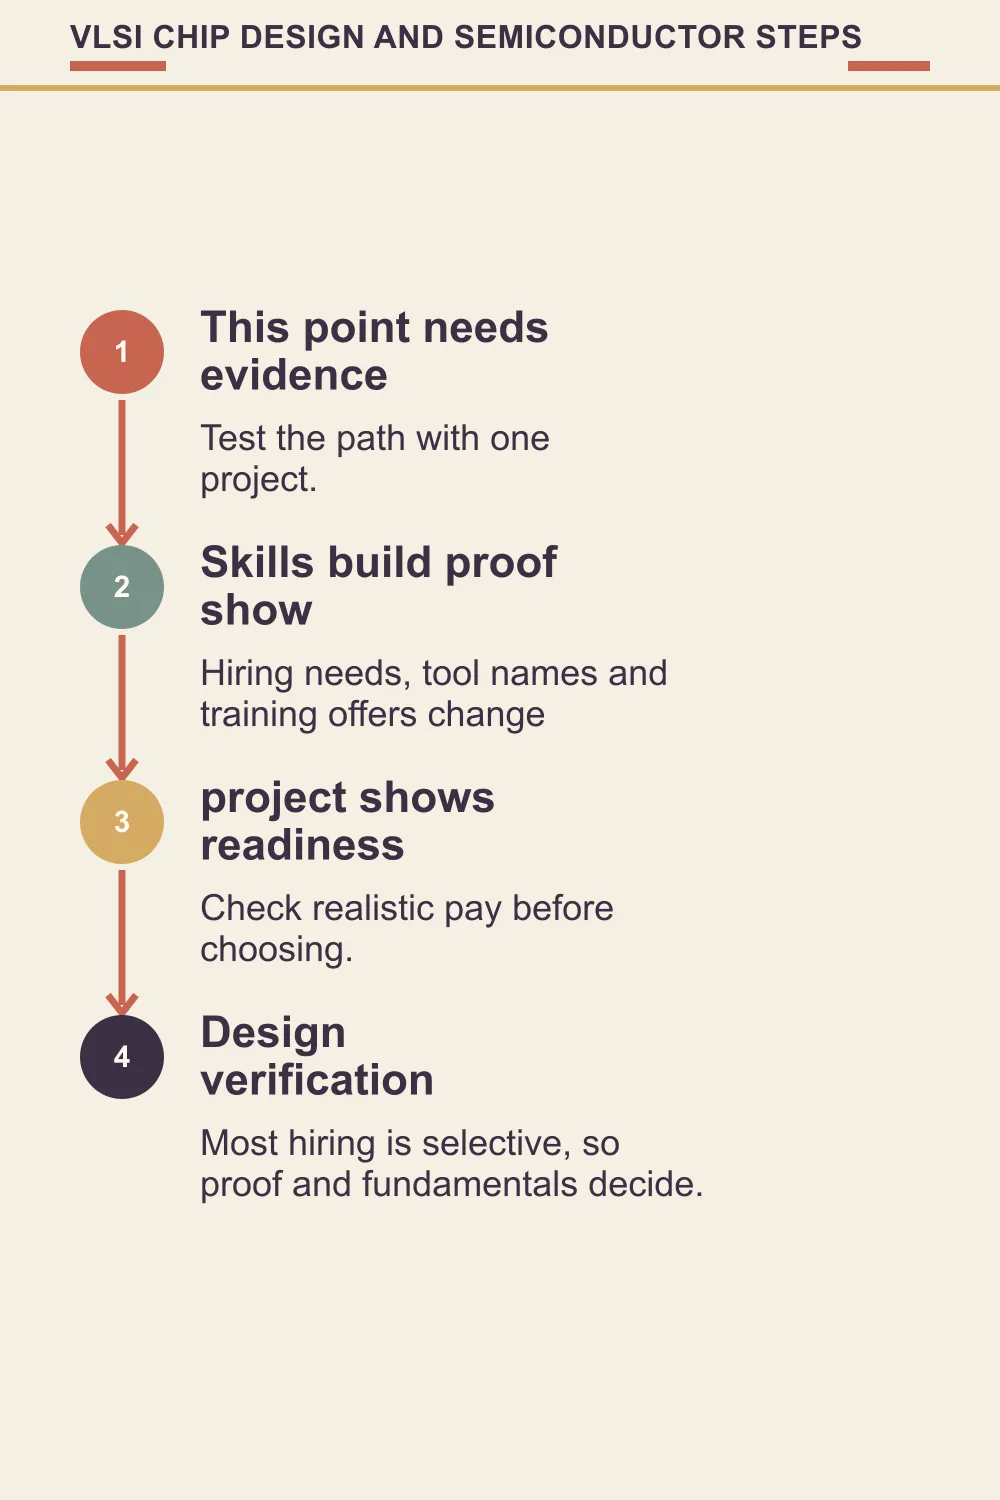 VLSI CHIP DESIGN AND SEMICONDUCTOR STEPS
1
This point needs
evidence
Test the path with one
project.
2
Skills build proof
show
Hiring needs, tool names and
training offers change
3
project shows
readiness
Check realistic pay before
choosing.
4
Design
verification
Most hiring is selective, so
proof and fundamentals decide.